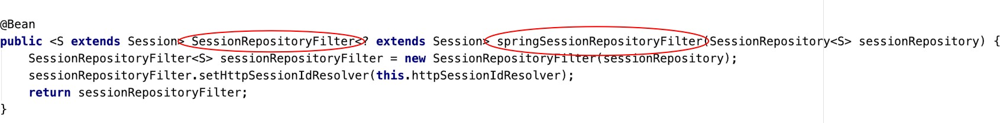 @Bean
public <S extends Session> SessionRepositoryFilter<? extends Session> springSessionRepositoryFilter(SessionRepository<S> sessionRepository) {
SessionRepositoryFilter<S> sessionRepositoryFilter = new SessionRepositoryFilter(sessionRepository);
sessionRepositoryFilter.setHttpSessionIdResolver(this.httpSessionIdResolver);
return sessionRepositoryFilter;
}